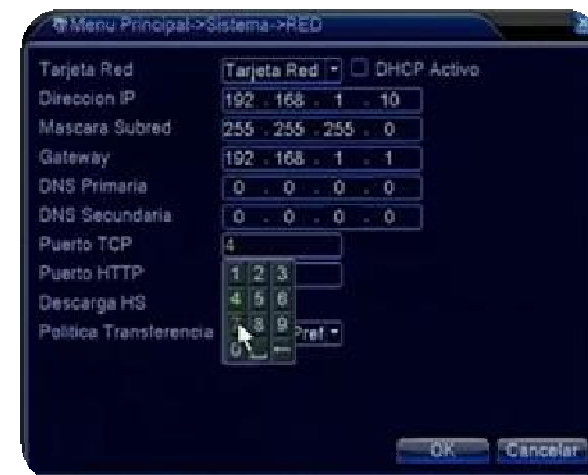 Menu Principal->Sistema->RED
Tarjeta Red Tarjeta Red DHCP Activo
Direccion IP 192 . 168 . 1 . 10
Mascara Subred 255 . 255 . 255 . 0
Gateway 192 . 168 . 1 . 1
DNS Primaria 0 . 0 . 0 . 0
DNS Secundaria 0 . 0 . 0 . 0
Puerto TCP 4
Puerto HTTP
1 2 3
Descarga HS
4 5 6
Politica Transferencia Pref
7 8 9
0
OK Cancelar